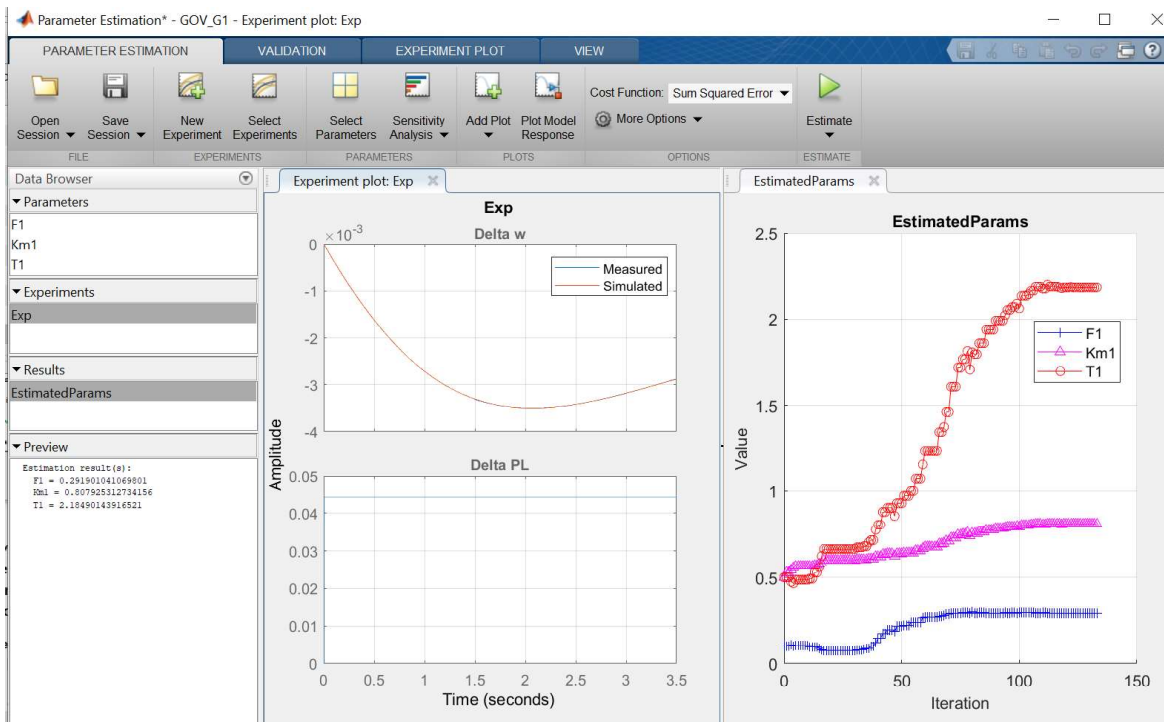 Parameter Estimation* - GOV_G1 - Experiment plot: Exp
PARAMETER ESTIMATION VALIDATION EXPERIMENT PLOT VIEW
Open Session
Save Session
New Experiment
Select Experiments
Select Parameters
Sensitivity Analysis
Add Plot
Plot Model Response
Cost Function: Sum Squared Error
More Options
Estimate
FILE EXPERIMENTS PARAMETERS PLOTS OPTIONS ESTIMATE
Data Browser
Parameters
F1
Km1
T1
Experiments
Exp
Results
EstimatedParams
Preview
Estimation result(s):
F1 = 0.291901041069801
Km1 = 0.807925312734156
T1 = 2.18490143916521
Experiment plot: Exp
Exp
Delta w
×10⁻³
0
-1
-2
-3
-4
Measured
Simulated
Amplitude
Delta PL
0.05
0.04
0.03
0.02
0.01
0
0 0.5 1 1.5 2 2.5 3 3.5
Time (seconds)
EstimatedParams
EstimatedParams
2.5
2
1.5
1
0.5
0
Value
F1
Km1
T1
0 50 100 150
Iteration